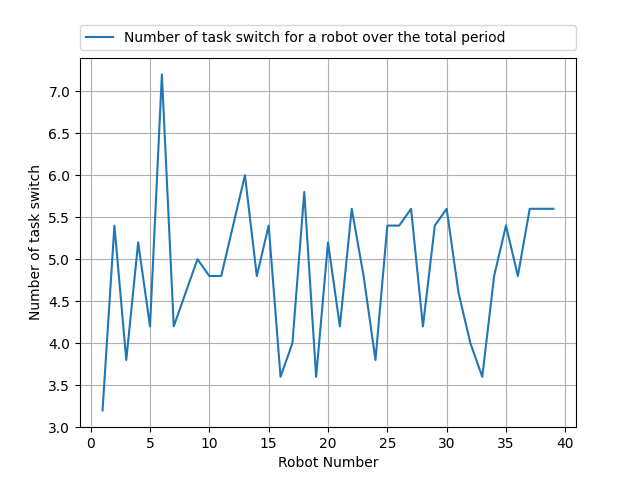 Number of task switch for a robot over the total period
7.0
6.5
6.0
5.5
5.0
4.5
4.0
3.5
3.0
Number of task switch
0 5 10 15 20 25 30 35 40
Robot Number